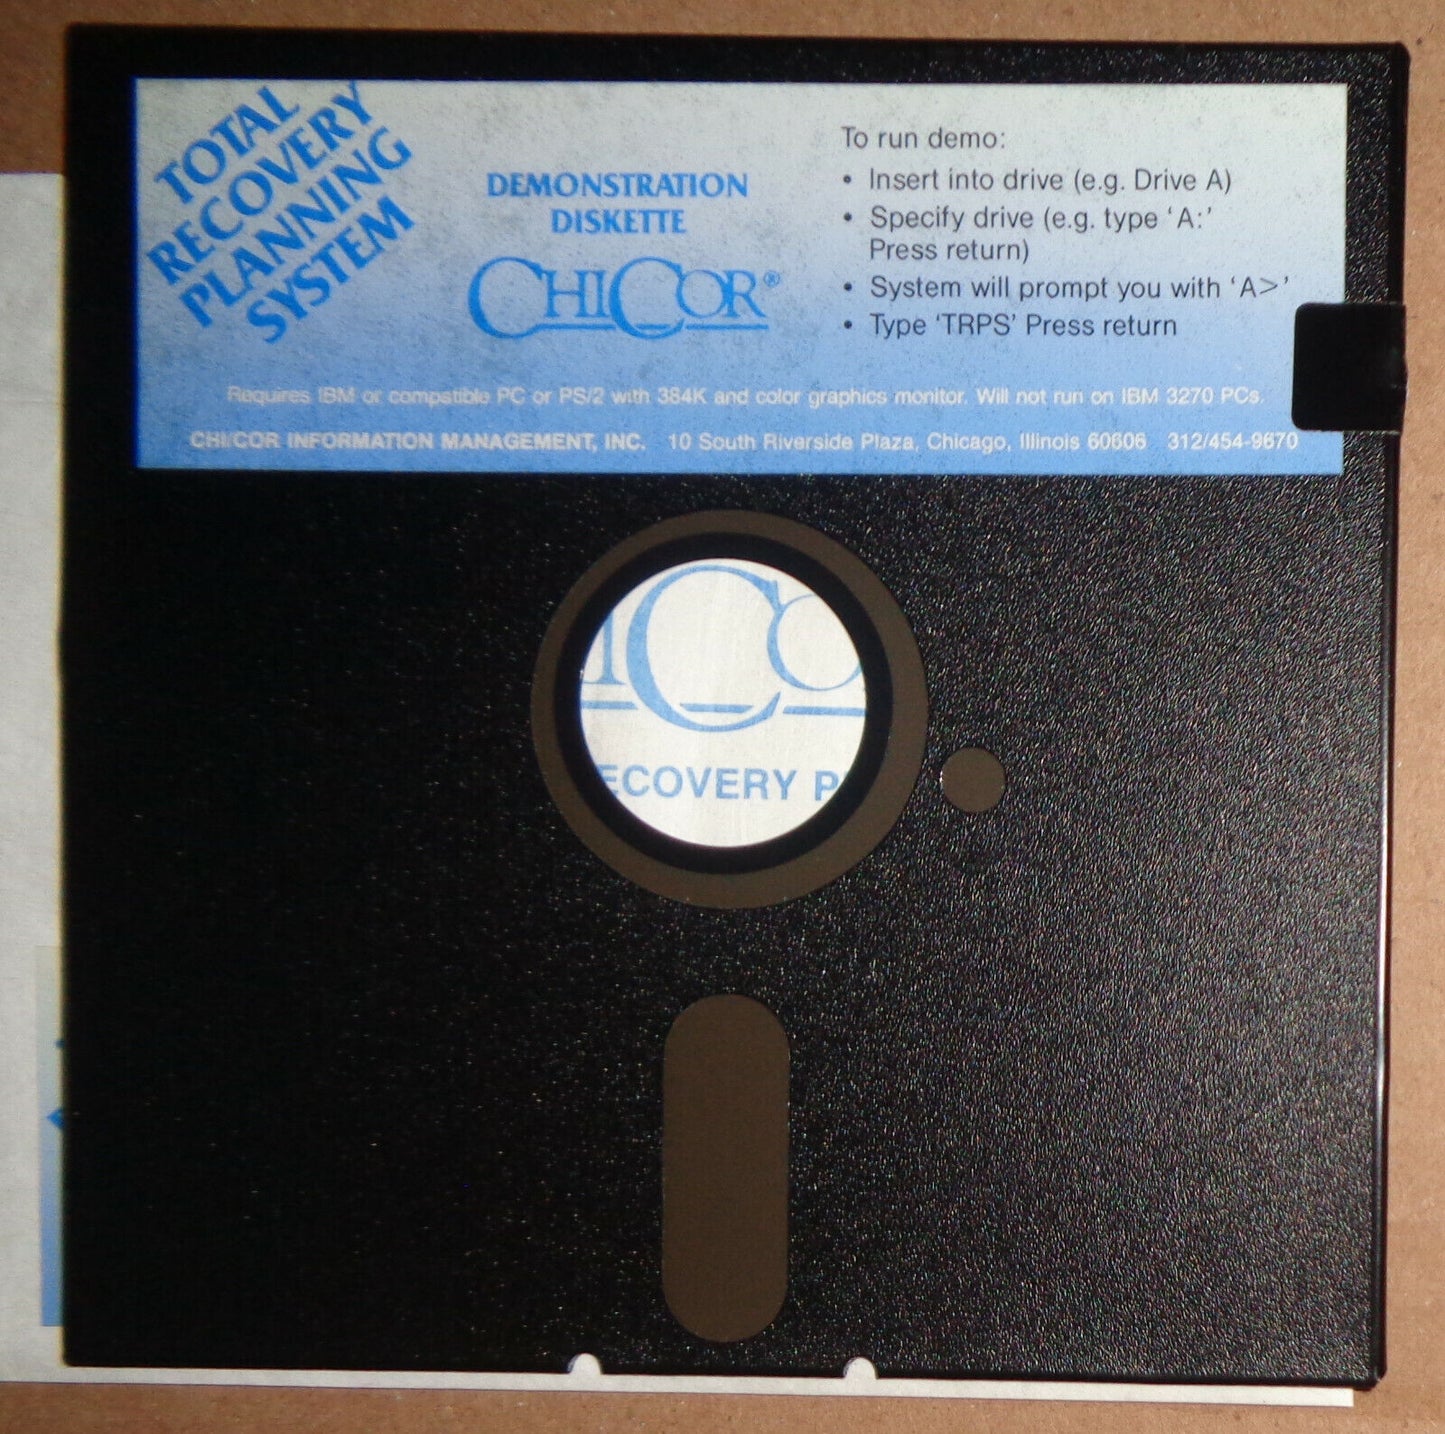 TOTAL
RECOVERY
PLANNING
SYSTEM
DEMONSTRATION
DISKETTE
CHICOR®
To run demo:
• Insert into drive (e.g. Drive A)
• Specify drive (e.g. type ‘A:’
Press return)
• System will prompt you with ‘A>’
• Type ‘TRPS’ Press return
Requires IBM or compatible PC or PS/2 with 384K and color graphics monitor. Will not run on IBM 3270 PCs.
CHI/COR INFORMATION MANAGEMENT, INC. 10 South Riverside Plaza, Chicago, Illinois 60606 312/454-9670
ICO
ECOVERY P